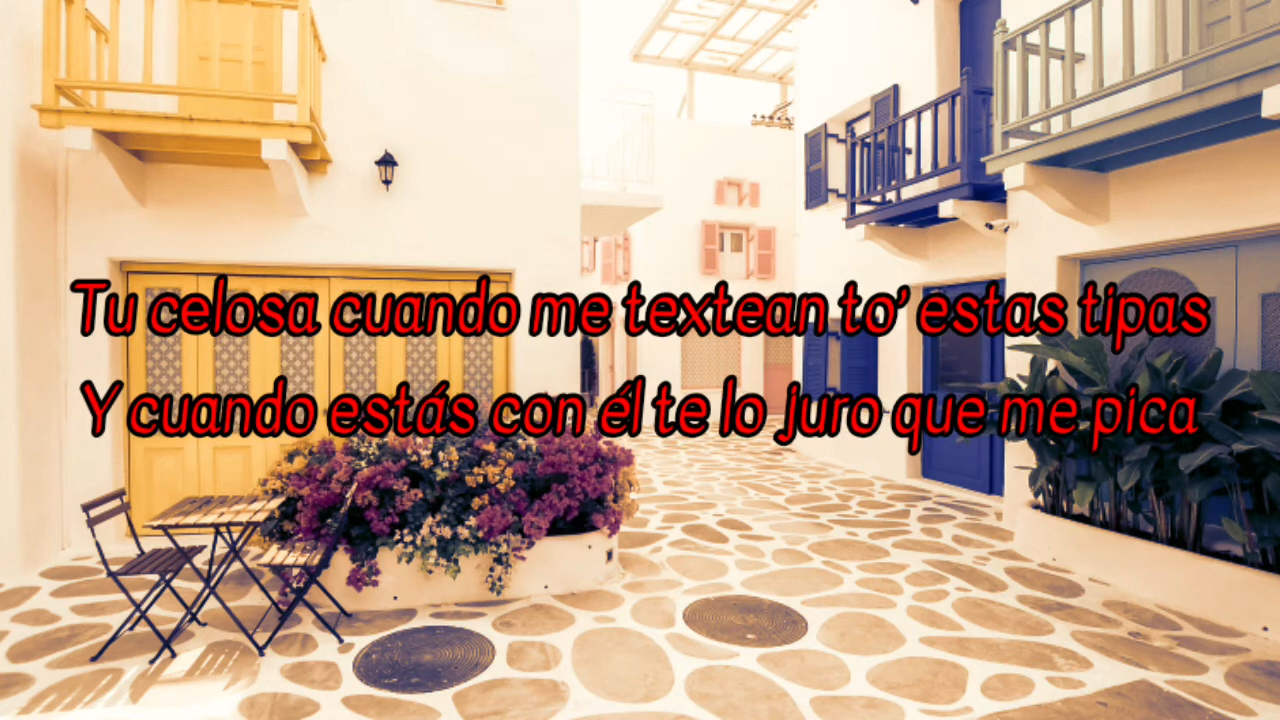 Tu celosa cuando me textean to' estas tipas
Y cuando estás con él te lo juro que me pica